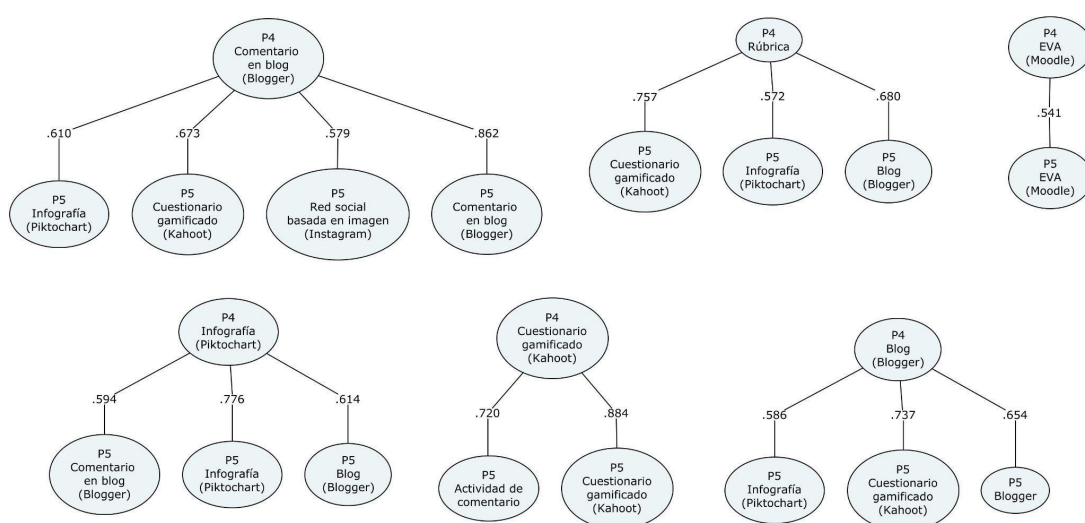 P4
Comentario
en blog
(Blogger)
.610
.673
.579
.862
P5
Infografía
(Piktochart)
P5
Cuestionario
gamificado
(Kahoot)
P5
Red social
basada en imagen
(Instagram)
P5
Comentario
en blog
(Blogger)
P4
Rúbrica
.757
.572
.680
P5
Cuestionario
gamificado
(Kahoot)
P5
Infografía
(Piktochart)
P5
Blog
(Blogger)
P4
EVA
(Moodle)
.541
P5
EVA
(Moodle)
P4
Infografía
(Piktochart)
.594
.776
.614
P5
Comentario
en blog
(Blogger)
P5
Infografía
(Piktochart)
P5
Blog
(Blogger)
P4
Cuestionario
gamificado
(Kahoot)
.720
.884
P5
Actividad de
comentario
P5
Cuestionario
gamificado
(Kahoot)
P4
Blog
(Blogger)
.586
.737
.654
P5
Infografía
(Piktochart)
P5
Cuestionario
gamificado
(Kahoot)
P5
Blogger